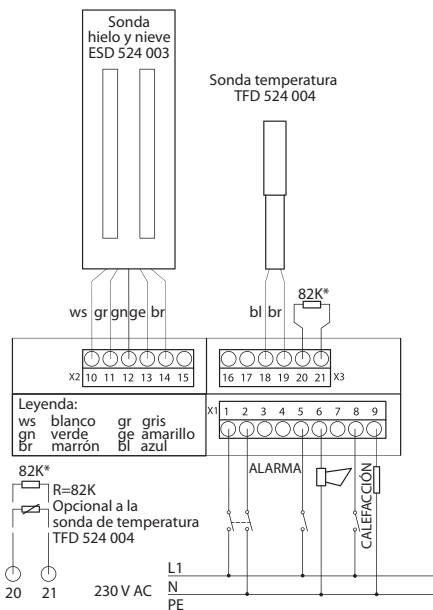 Sonda
hielo y nieve
ESD 524 003
Sonda temperatura
TFD 524 004
82K*
ws gr gn ge br
bl br
X2 10 11 12 13 14 15
16 17 18 19 20 21 X3
Leyenda:
ws blanco gr gris
gn verde ge amarillo
br marrón bl azul
X1 1 2 3 4 5 6 7 8 9
82K*
R=82K
Opcional a la
sonda de temperatura
TFD 524 004
ALARMA
CALEFACCIÓN
20 21
230 V AC
L1
N
PE